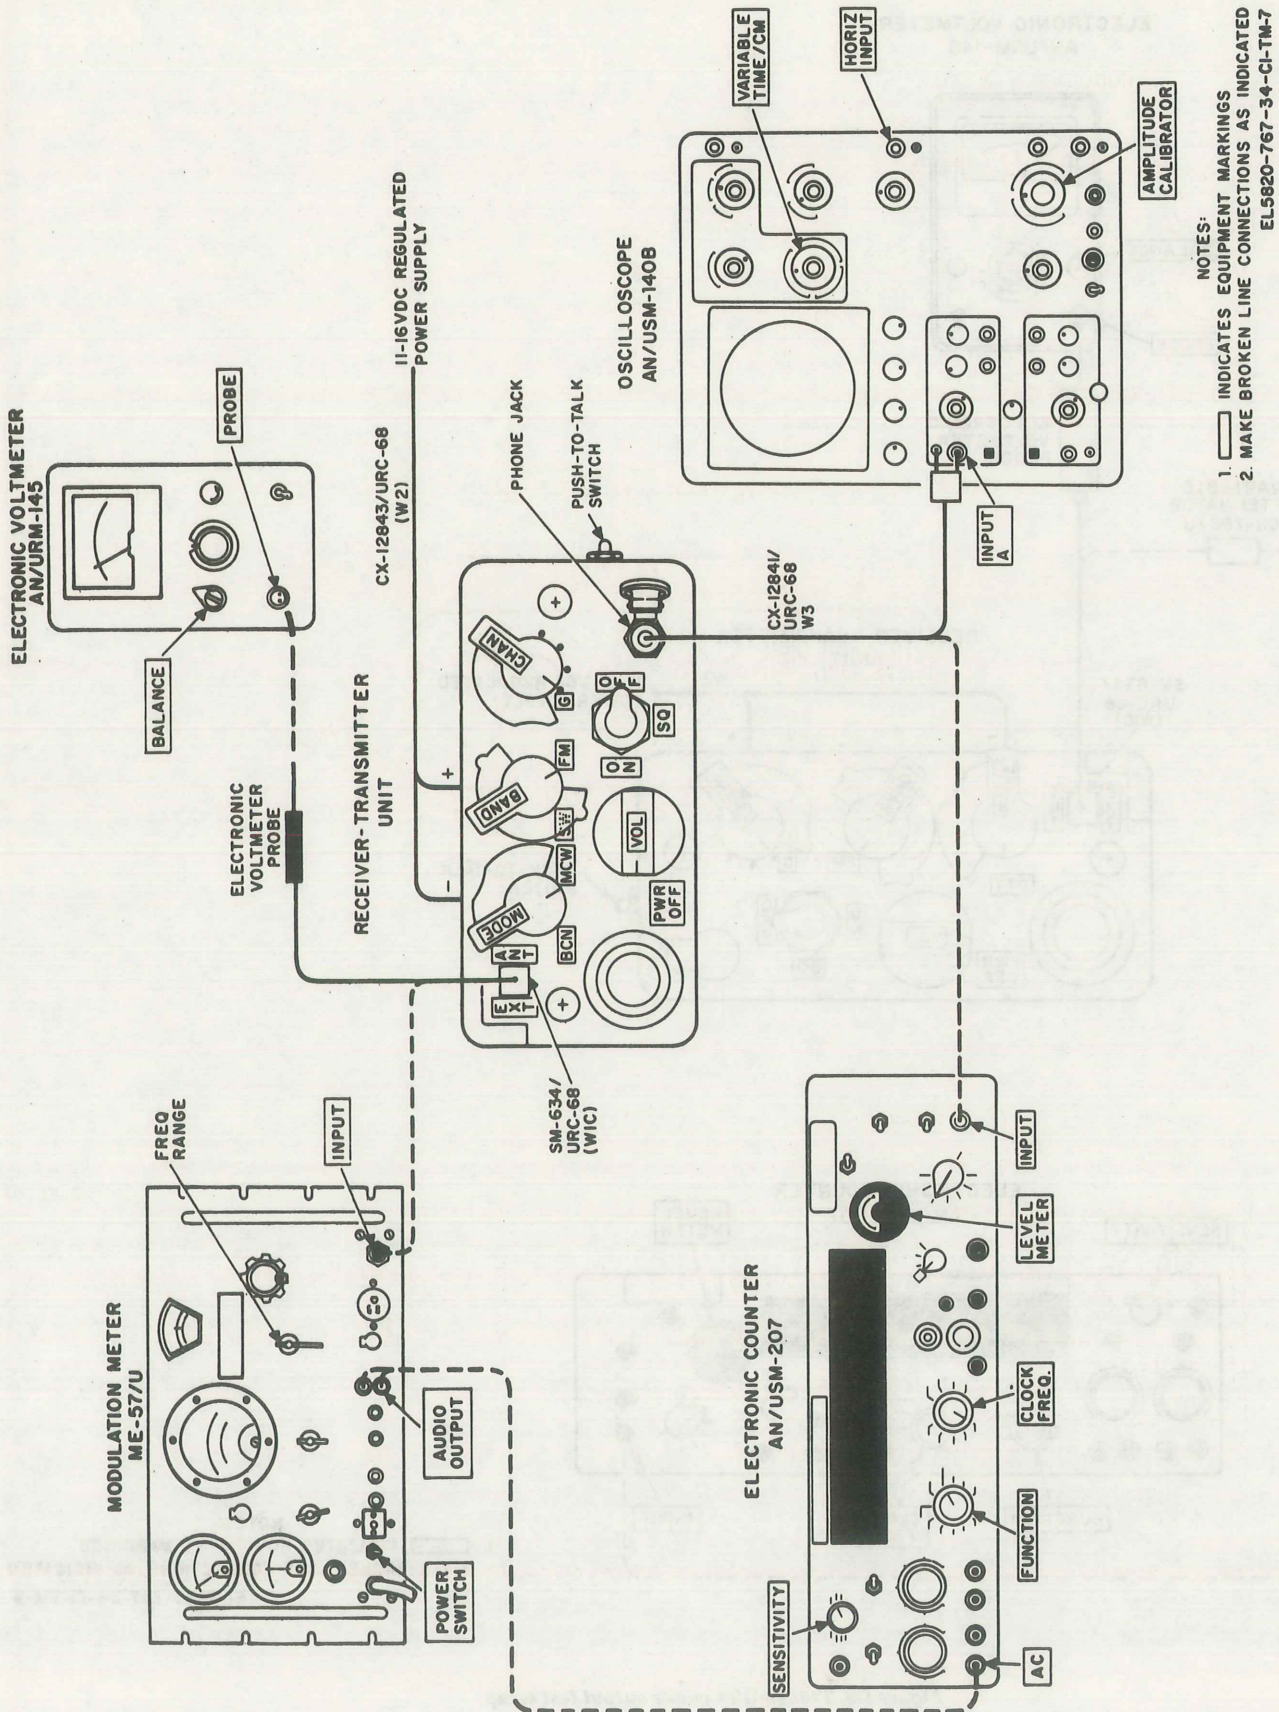 ELECTRONIC VOLTMETER
AN/URM-145
BALANCE
PROBE
ELECTRONIC
VOLTMETER
PROBE
MODULATION METER
ME-57/U
FREQ
RANGE
INPUT
AUDIO
OUTPUT
POWER
SWITCH
RECEIVER-TRANSMITTER
UNIT
CX-12843/URC-68
(W2)
11-16VDC REGULATED
POWER SUPPLY
-
+
EXT
ANT
MODE
BCN
MCW
BAND
SW
FM
CHAN
G
PWR
OFF
VOL
ON
OFF
SQ
PHONE JACK
PUSH-TO-TALK
SWITCH
SM-634/
URC-68
(W1C)
CX-12841/
URC-68
W3
OSCILLOSCOPE
AN/USM-140B
VARIABLE
TIME/CM
HORIZ
INPUT
INPUT
A
AMPLITUDE
CALIBRATOR
ELECTRONIC COUNTER
AN/USM-207
SENSITIVITY
AC
FUNCTION
CLOCK
FREQ.
LEVEL
METER
INPUT
NOTES:
1. INDICATES EQUIPMENT MARKINGS
2. MAKE BROKEN LINE CONNECTIONS AS INDICATED
EL5820-767-34-CI-TM-7